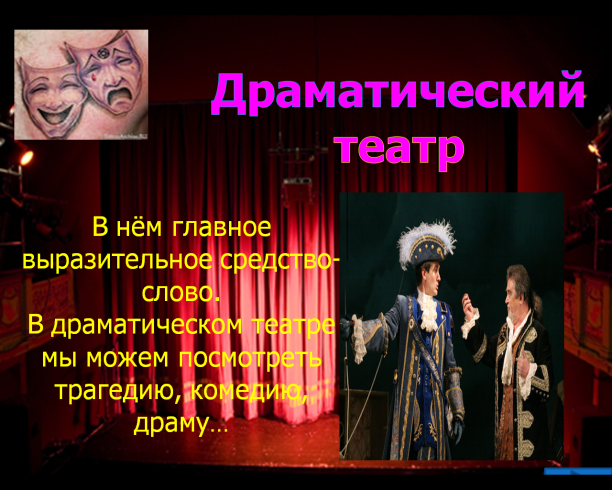 Драматический
театр
В нём главное
выразительное средство-
слово.
В драматическом театре
мы можем посмотреть
трагедию, комедию,
драму...